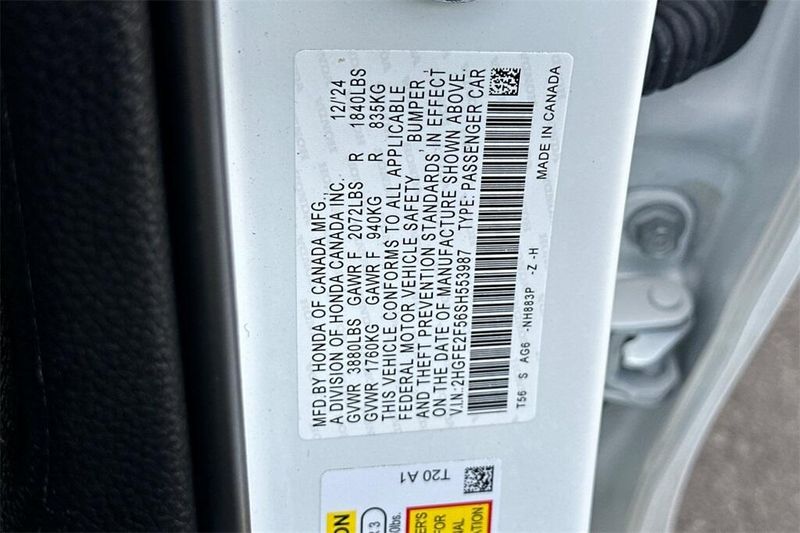 MFD.BY HONDA OF CANADA MFG., 12/'24
A DIVISION OF HONDA CANADA INC.
GVWR 3880LBS GAWR F 2072LBS R 1840LBS
GVWR 1760KG GAWR F 940KG R 835KG
THIS VEHICLE CONFORMS TO ALL APPLICABLE
FEDERAL MOTOR VEHICLE SAFETY, BUMPER,
AND THEFT PREVENTION STANDARDS IN EFFECT
ON THE DATE OF MANUFACTURE SHOWN ABOVE.
V.I.N.:2HGFE2F56SH553987 TYPE: PASSENGER CAR
T56 S AG6 -NH883P -Z -H
MADE IN CANADA
T20 A1